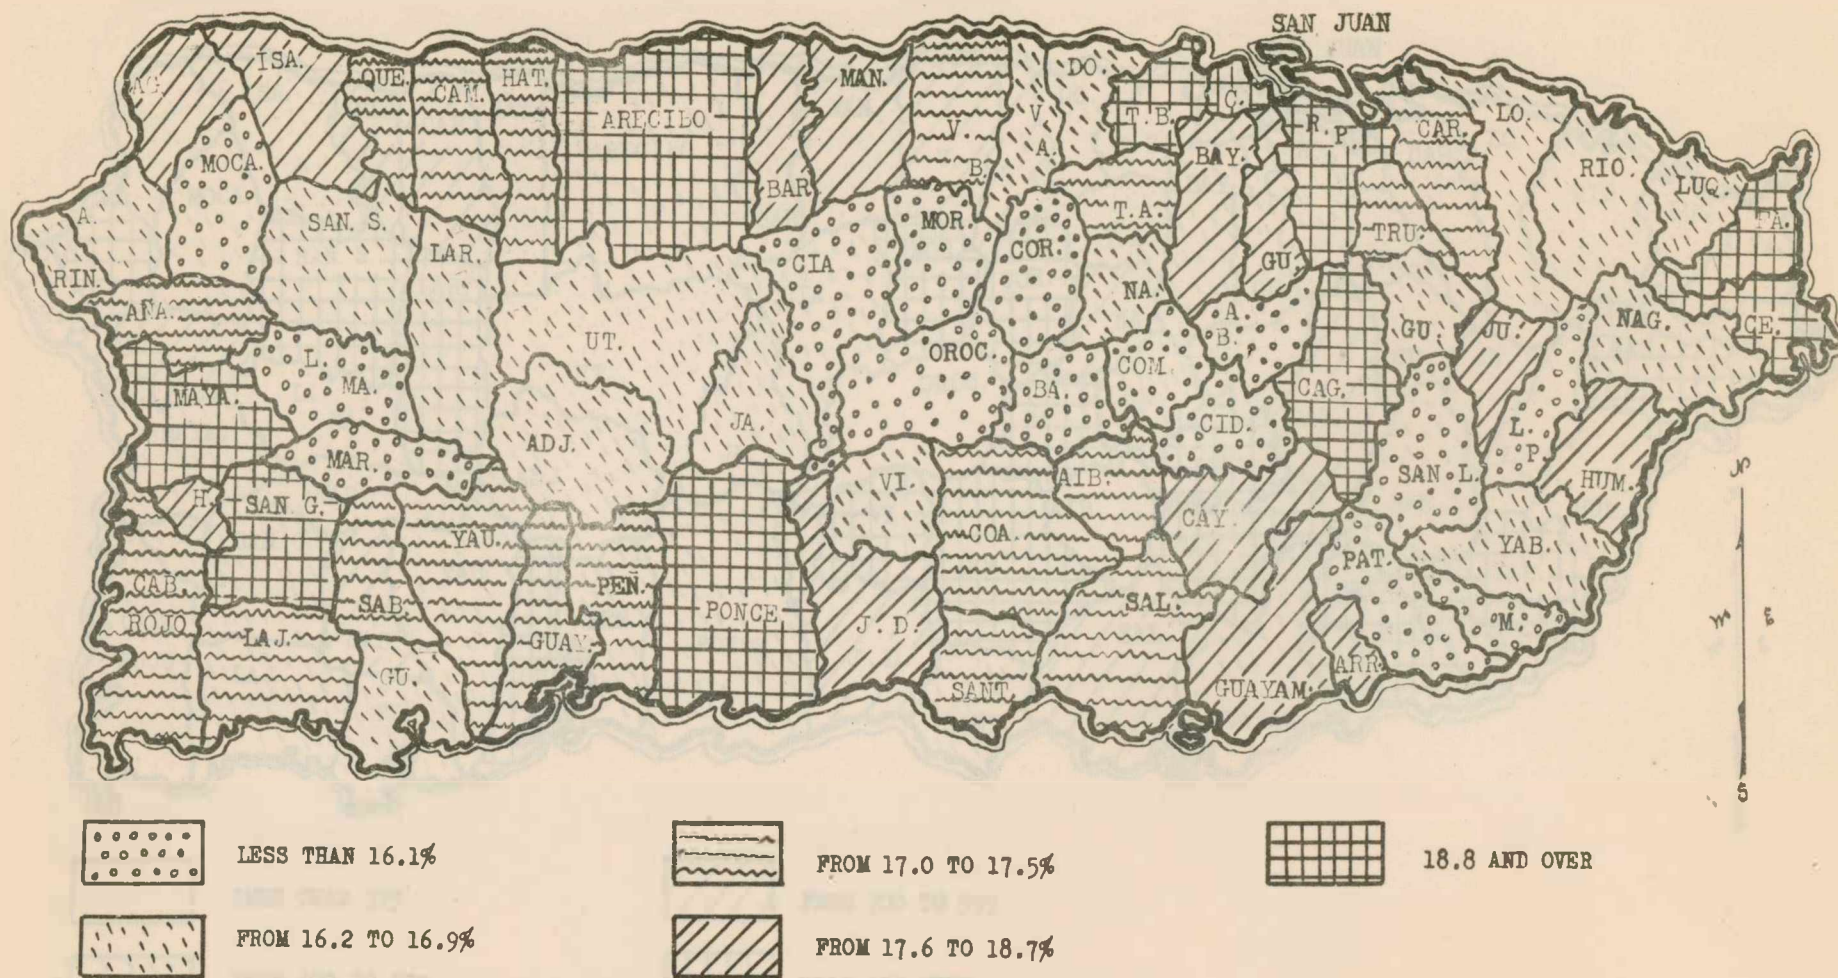 SAN JUAN
AG.
ISA.
QUE.
CAM.
HAT.
ARECIBO
BAR
MAN.
V. B.
V. A.
DO.
T.B.
C.
R. P.
CAR.
LO.
RIO.
LUQ.
FA.
MOCA.
BAY.
A.
RIN.
SAN. S.
LAR.
CIA
MOR.
COR.
T.A.
NA.
GU.
TRU.
AÑA.
UT.
JA.
OROC.
BA.
COM.
A. B.
CAG.
GU.
JU.
NAG.
CE.
L. MA.
MAYA.
ADJ.
CID.
SAN L.
L. P.
HUM.
MAR.
H.
SAN G.
YAU.
VI.
AIB.
COA.
CAY.
YAB.
PAT.
CAB.
ROJO
LAJ.
SAB.
GU.
GUAY.
PEÑ.
PONCE
J. D.
SAL.
SANT.
GUAYAM.
ARR.
M.
N
E
S
LESS THAN 16.1%
FROM 17.0 TO 17.5%
18.8 AND OVER
FROM 16.2 TO 16.9%
FROM 17.6 TO 18.7%